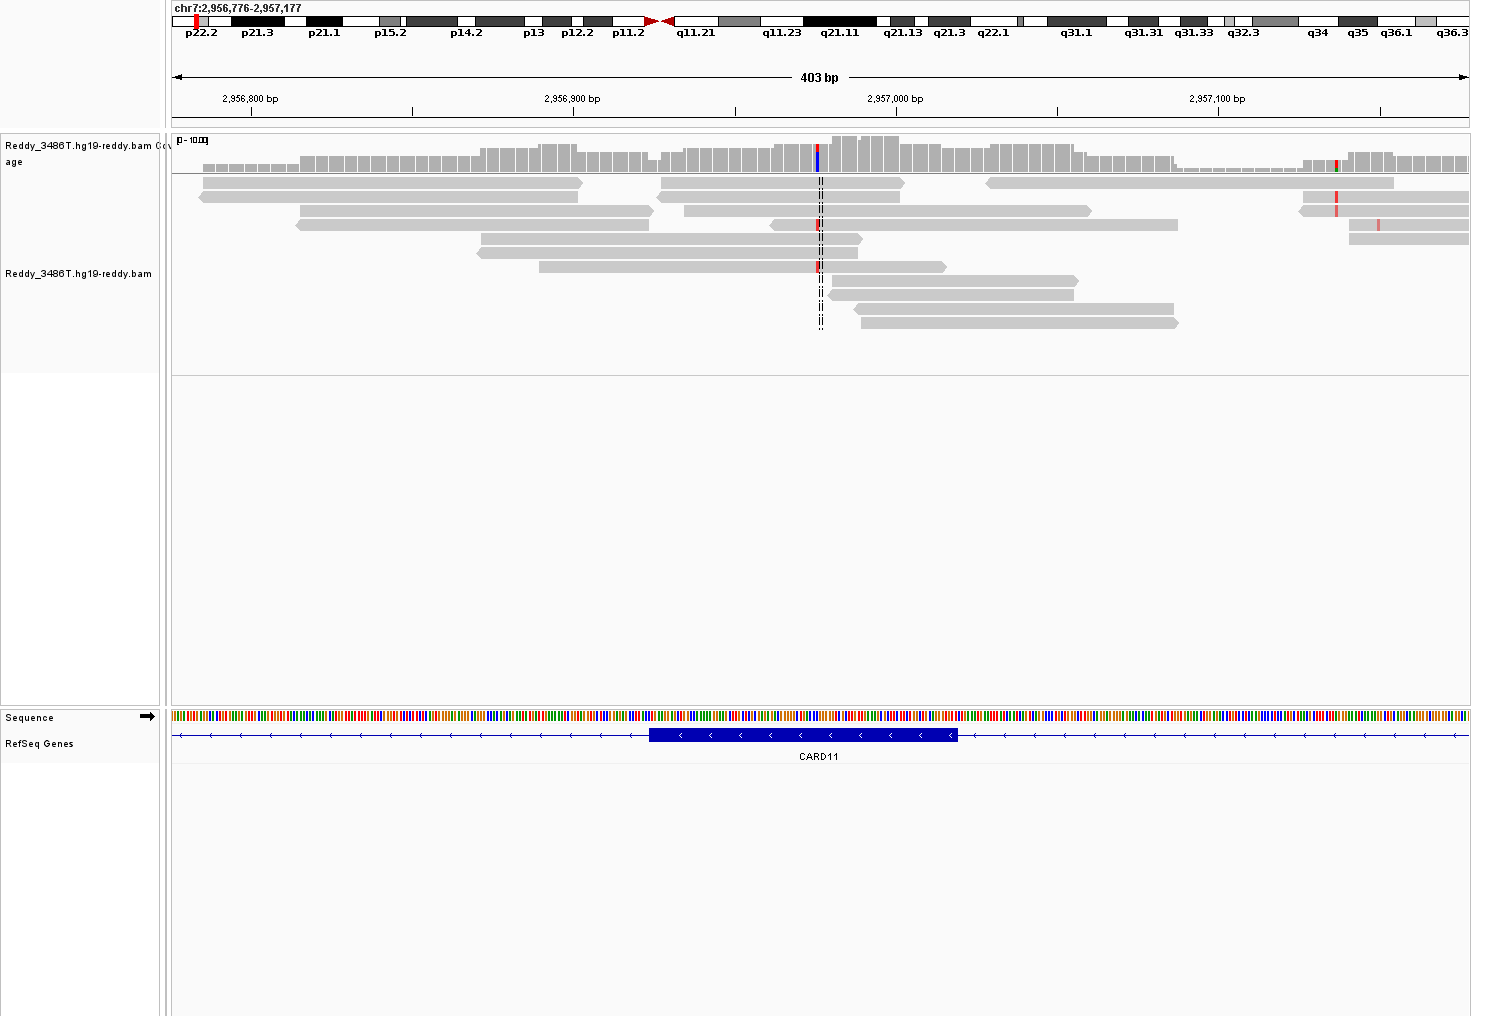 chr7:2,956,776-2,957,177
p22.2 p21.3 p21.1 p15.2 p14.2 p13 p12.2 p11.2 q11.21 q11.23 q21.11 q21.13 q21.3 q22.1 q31.1 q31.31 q31.33 q32.3 q34 q35 q36.1 q36.3
403 bp
2,956,800 bp 2,956,900 bp 2,957,000 bp 2,957,100 bp
Reddy_3486T.hg19-reddy.bam Cov
age
[0 - 10.00]
Reddy_3486T.hg19-reddy.bam
Sequence
RefSeq Genes
CARD11